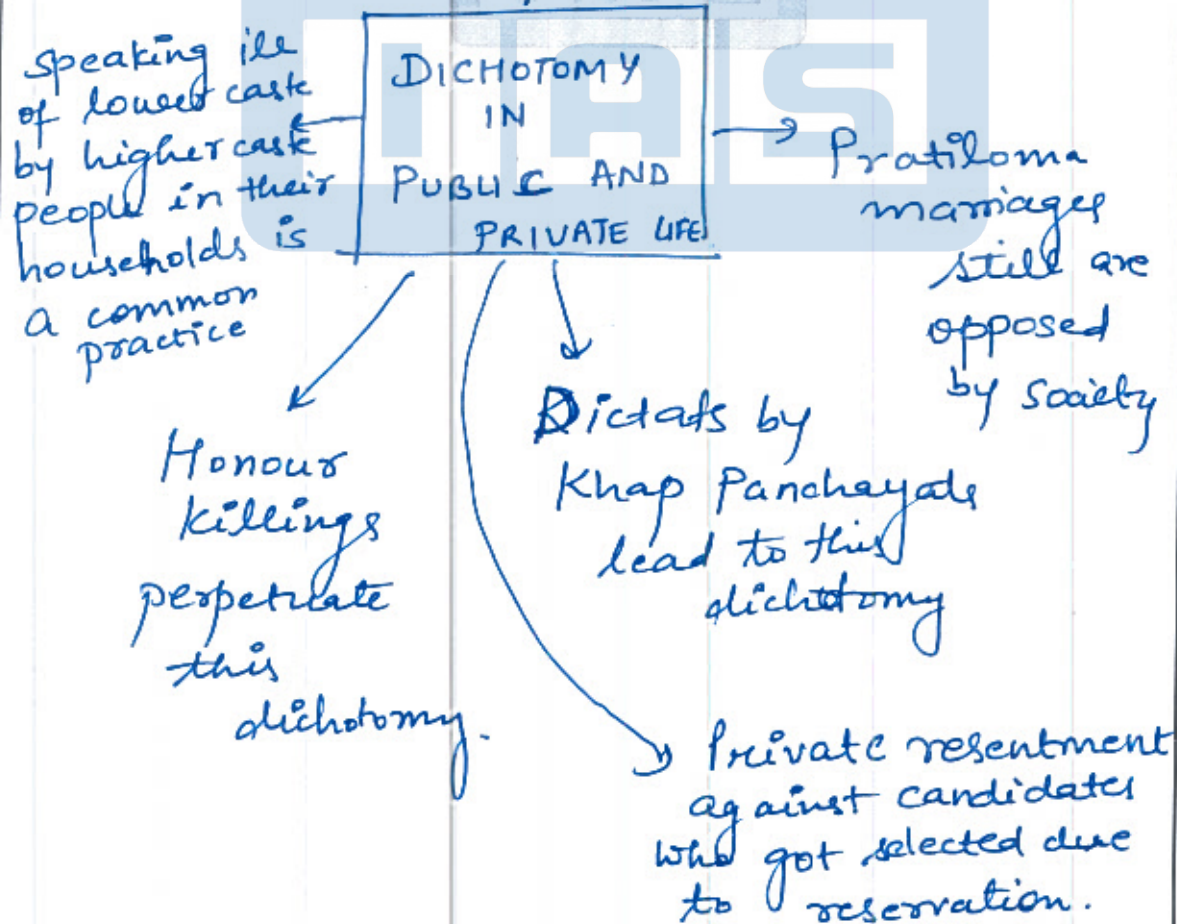 IAS
DICHOTOMY
IN
PUBLIC AND
PRIVATE LIFE
speaking ill
of lower caste
by higher caste
people in their
households is
a common
practice
Pratiloma
marriages
still are
opposed
by society
Honour
killings
perpetuate
this
dichotomy.
Dictats by
Khap Panchayats
lead to this
dichotomy
Private resentment
against candidates
who got selected due
to reservation.